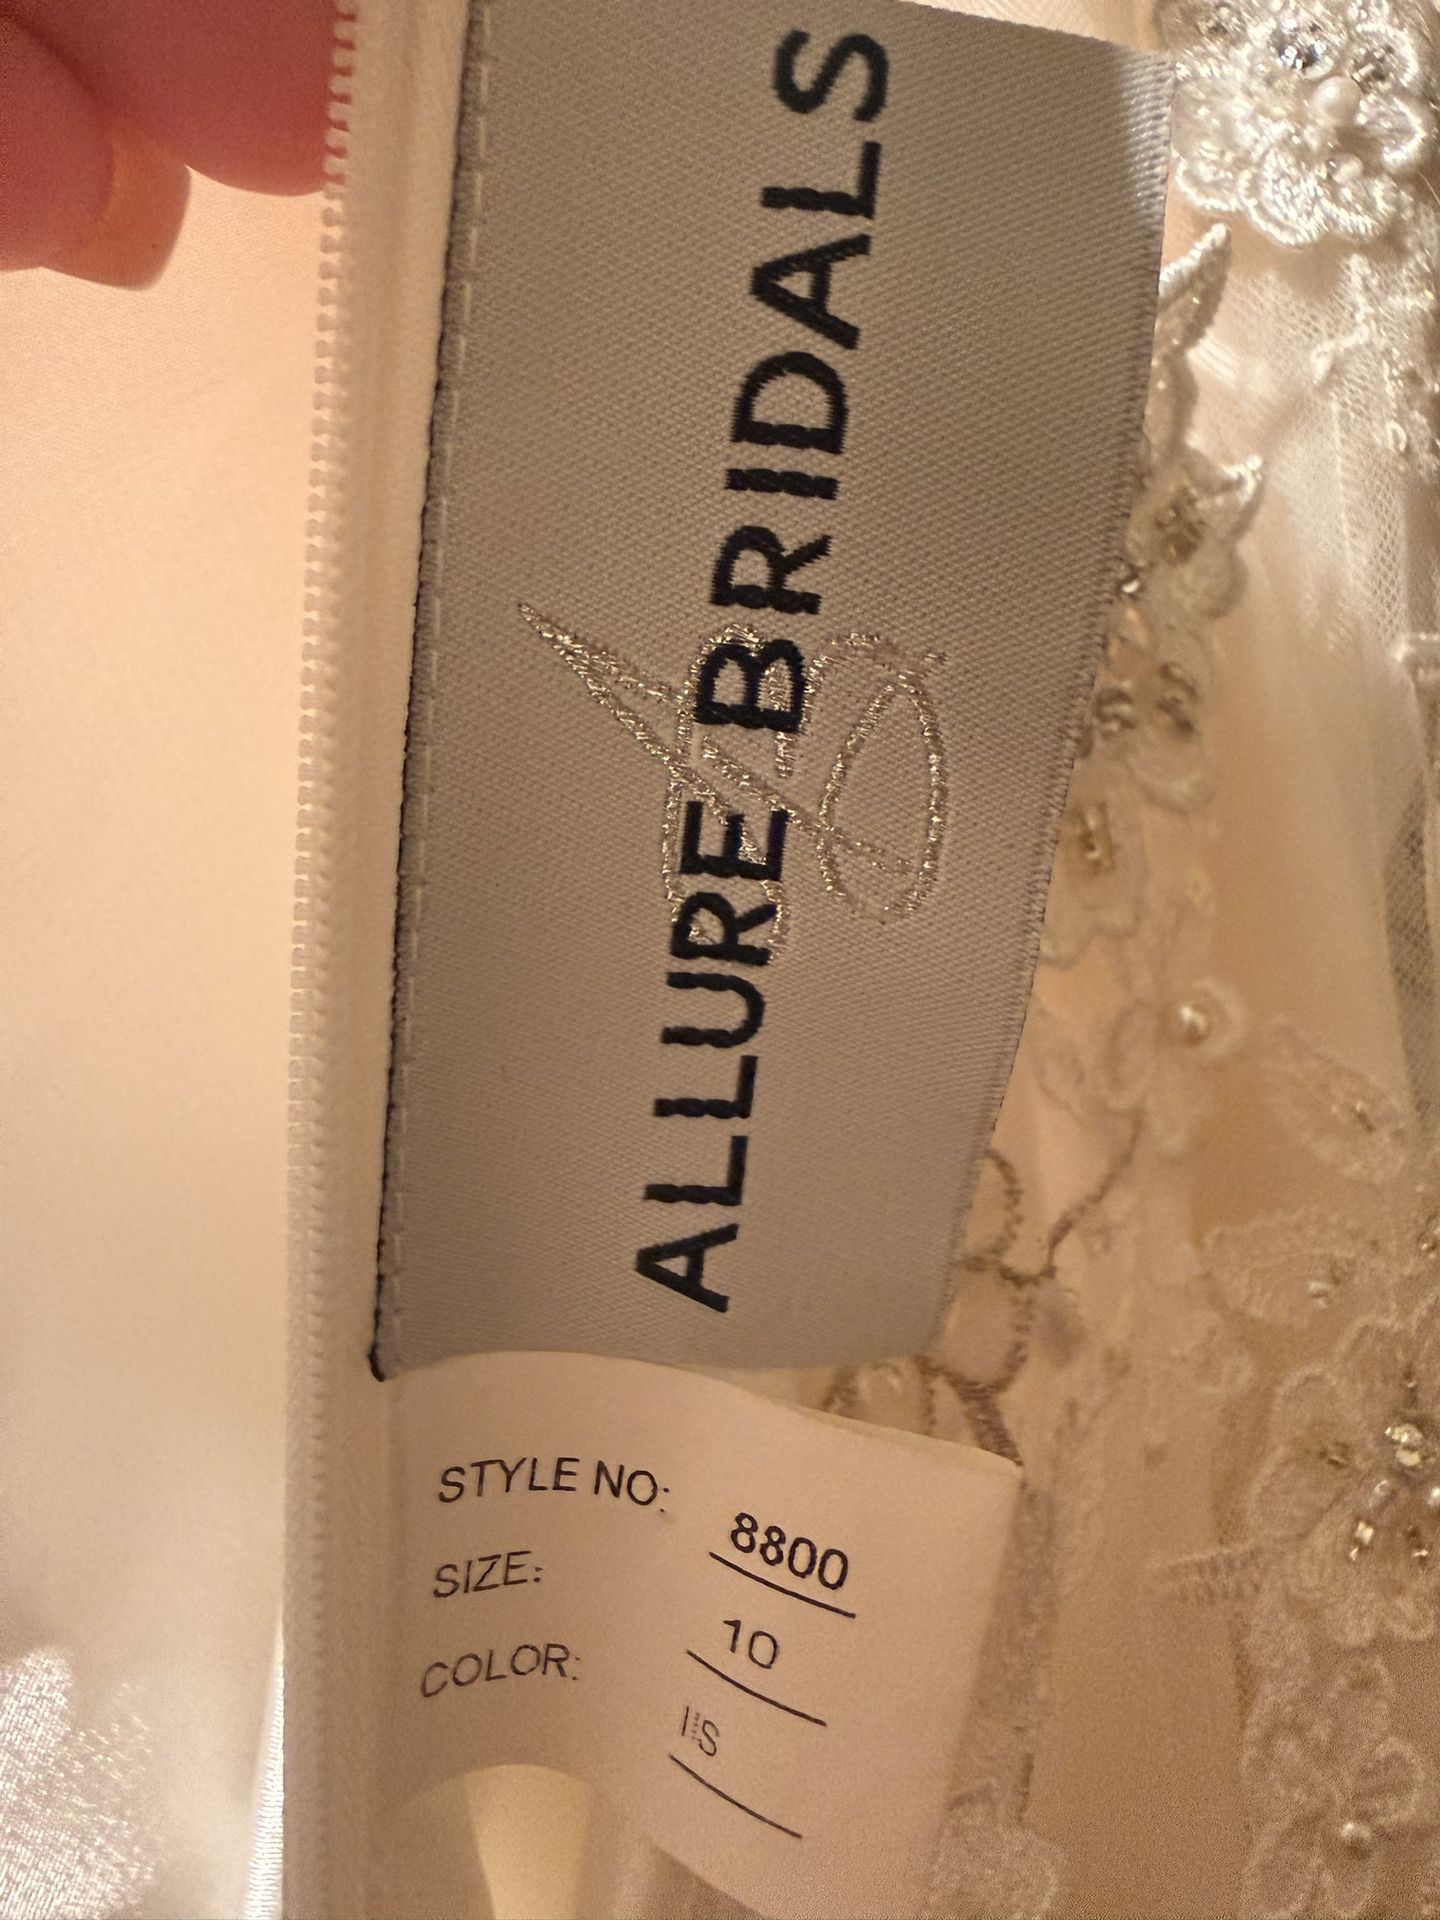 ALLURE BRIDALS
STYLE NO: 8800
SIZE: 10
COLOR: